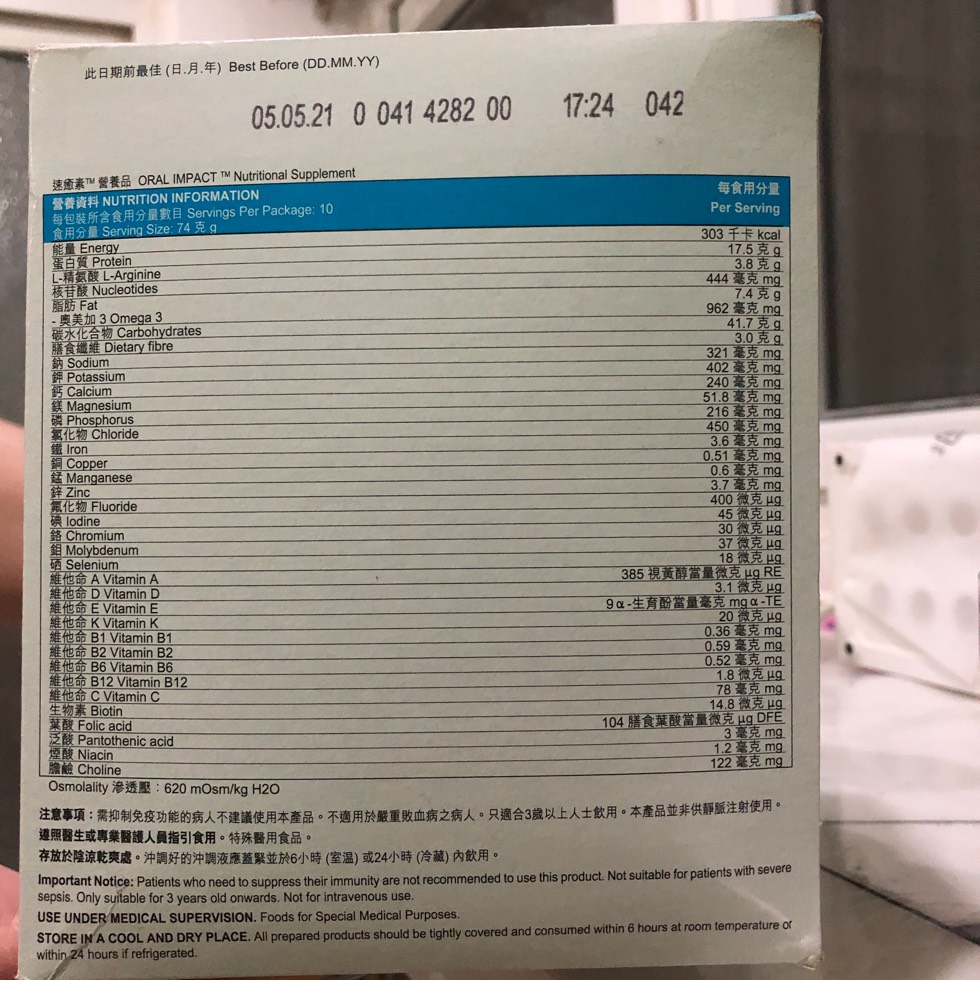 此日期前最佳 (日.月.年) Best Before (DD.MM.YY)
05.05.21 0 041 4282 00 17:24 042
速癒素™ 營養品 ORAL IMPACT ™ Nutritional Supplement
營養資料 NUTRITION INFORMATION 每食用分量
每包裝所含食用分量數目 Servings Per Package: 10 Per Serving
食用分量 Serving Size: 74 克 g
能量 Energy 303 千卡 kcal
蛋白質 Protein 17.5 克 g
L-精氨酸 L-Arginine 3.8 克 g
核苷酸 Nucleotides 444 毫克 mg
脂肪 Fat 7.4 克 g
- 奧美加 3 Omega 3 962 毫克 mg
碳水化合物 Carbohydrates 41.7 克 g
膳食纖維 Dietary fibre 3.0 克 g
鈉 Sodium 321 毫克 mg
鉀 Potassium 402 毫克 mg
鈣 Calcium 240 毫克 mg
鎂 Magnesium 51.8 毫克 mg
磷 Phosphorus 216 毫克 mg
氯化物 Chloride 450 毫克 mg
鐵 Iron 3.6 毫克 mg
銅 Copper 0.51 毫克 mg
錳 Manganese 0.6 毫克 mg
鋅 Zinc 3.7 毫克 mg
氟化物 Fluoride 400 微克 µg
碘 Iodine 45 微克 µg
鉻 Chromium 30 微克 µg
鉬 Molybdenum 37 微克 µg
硒 Selenium 18 微克 µg
維他命 A Vitamin A 385 視黃醇當量微克 µg RE
維他命 D Vitamin D 3.1 微克 µg
維他命 E Vitamin E 9 α-生育酚當量毫克 mg α-TE
維他命 K Vitamin K 20 微克 µg
維他命 B1 Vitamin B1 0.36 毫克 mg
維他命 B2 Vitamin B2 0.59 毫克 mg
維他命 B6 Vitamin B6 0.52 毫克 mg
維他命 B12 Vitamin B12 1.8 微克 µg
維他命 C Vitamin C 78 毫克 mg
生物素 Biotin 14.8 微克 µg
葉酸 Folic acid 104 膳食葉酸當量微克 µg DFE
泛酸 Pantothenic acid 3 毫克 mg
煙酸 Niacin 1.2 毫克 mg
膽鹼 Choline 122 毫克 mg
Osmolality 滲透壓：620 mOsm/kg H2O
注意事項：需抑制免疫功能的病人不建議使用本產品。不適用於嚴重敗血病之病人。只適合3歲以上人士飲用。本產品並非供靜脈注射使用。
遵照醫生或專業醫護人員指引食用。特殊醫用食品。
存放於陰涼乾爽處。沖調好的沖調液應蓋緊並於6小時 (室溫) 或24小時 (冷藏) 內飲用。
Important Notice: Patients who need to suppress their immunity are not recommended to use this product. Not suitable for patients with severe
sepsis. Only suitable for 3 years old onwards. Not for intravenous use.
USE UNDER MEDICAL SUPERVISION. Foods for Special Medical Purposes.
STORE IN A COOL AND DRY PLACE. All prepared products should be tightly covered and consumed within 6 hours at room temperature or
within 24 hours if refrigerated.